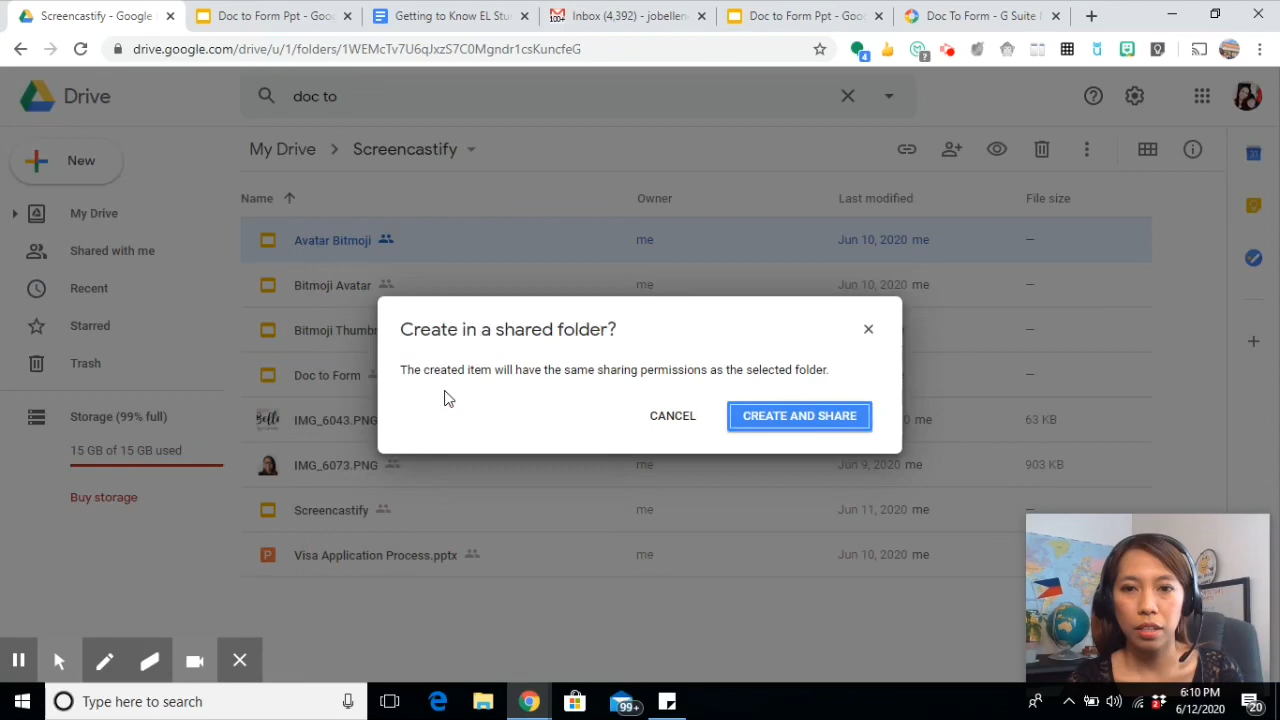 Screencastify - Google
Doc to Form Ppt - Goo
Getting to Know EL Stu
Inbox (4,392) - jobellen
Doc to Form Ppt - Goo
Doc To Form - G Suite
drive.google.com/drive/u/1/folders/1WEMcTv7U6qJxzS7C0Mgndr1csKuncfeG
4
?
Drive
doc to
New
My Drive
Screencastify
My Drive
Shared with me
Recent
Starred
Trash
Storage (99% full)
15 GB of 15 GB used
Buy storage
Name
Owner
Last modified
File size
Avatar Bitmoji
me
Jun 10, 2020 me
—
Bitmoji Avatar
me
Jun 10, 2020 me
—
Bitmoji Thumb
—
Doc to Form
—
IMG_6043.PNG
me
63 KB
IMG_6073.PNG
me
Jun 9, 2020 me
903 KB
Screencastify
me
Jun 11, 2020 me
—
Visa Application Process.pptx
me
Jun 10, 2020 me
Create in a shared folder?
The created item will have the same sharing permissions as the selected folder.
CANCEL
CREATE AND SHARE
Type here to search
99+
2
6:10 PM
6/12/2020
20